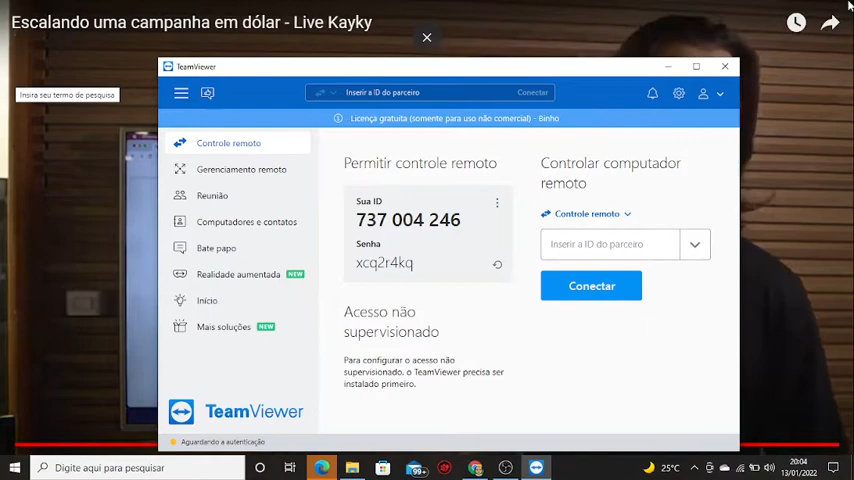 Escalando uma campanha em dólar - Live Kayky
TeamViewer
Insira seu termo de pesquisa
Inserir a ID do parceiro
Conectar
Licença gratuita (somente para uso não comercial) - Binho
Controle remoto
Gerenciamento remoto
Reunião
Computadores e contatos
Bate papo
Realidade aumentada NEW
Início
Mais soluções NEW
TeamViewer
Permitir controle remoto
Sua ID
737 004 246
Senha
xcq2r4kq
Acesso não
supervisionado
Para configurar o acesso não
supervisionado, o TeamViewer precisa ser
instalado primeiro.
Controlar computador
remoto
Controle remoto
Inserir a ID do parceiro
Conectar
Aguardando a autenticação
Digite aqui para pesquisar
99+
25°C
20:04
13/01/2022